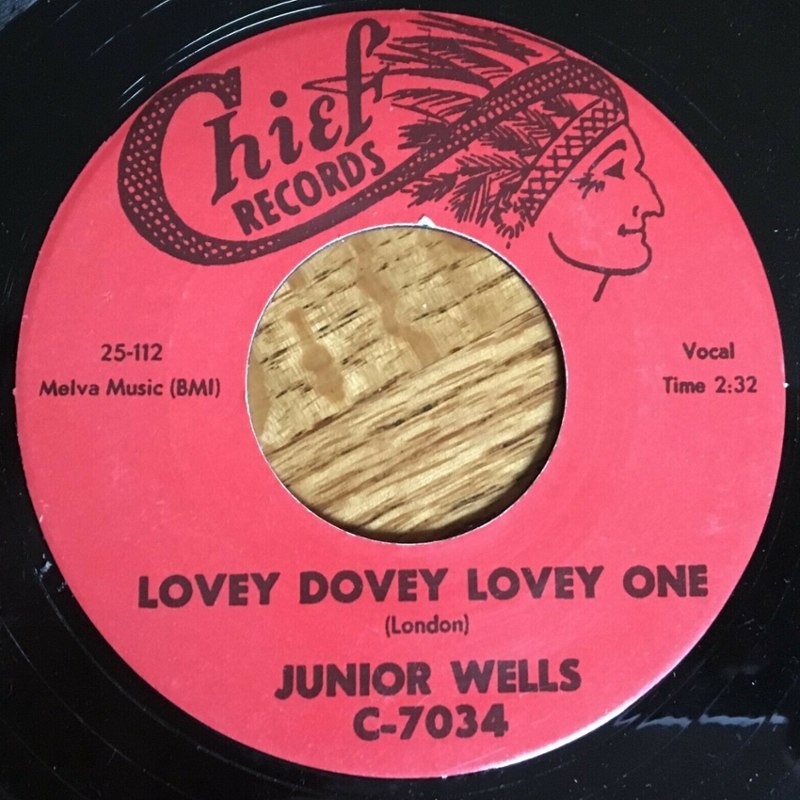 Chief
RECORDS
25-112
Melva Music (BMI)
Vocal
Time 2:32
LOVEY DOVEY LOVEY ONE
(London)
JUNIOR WELLS
C-7034